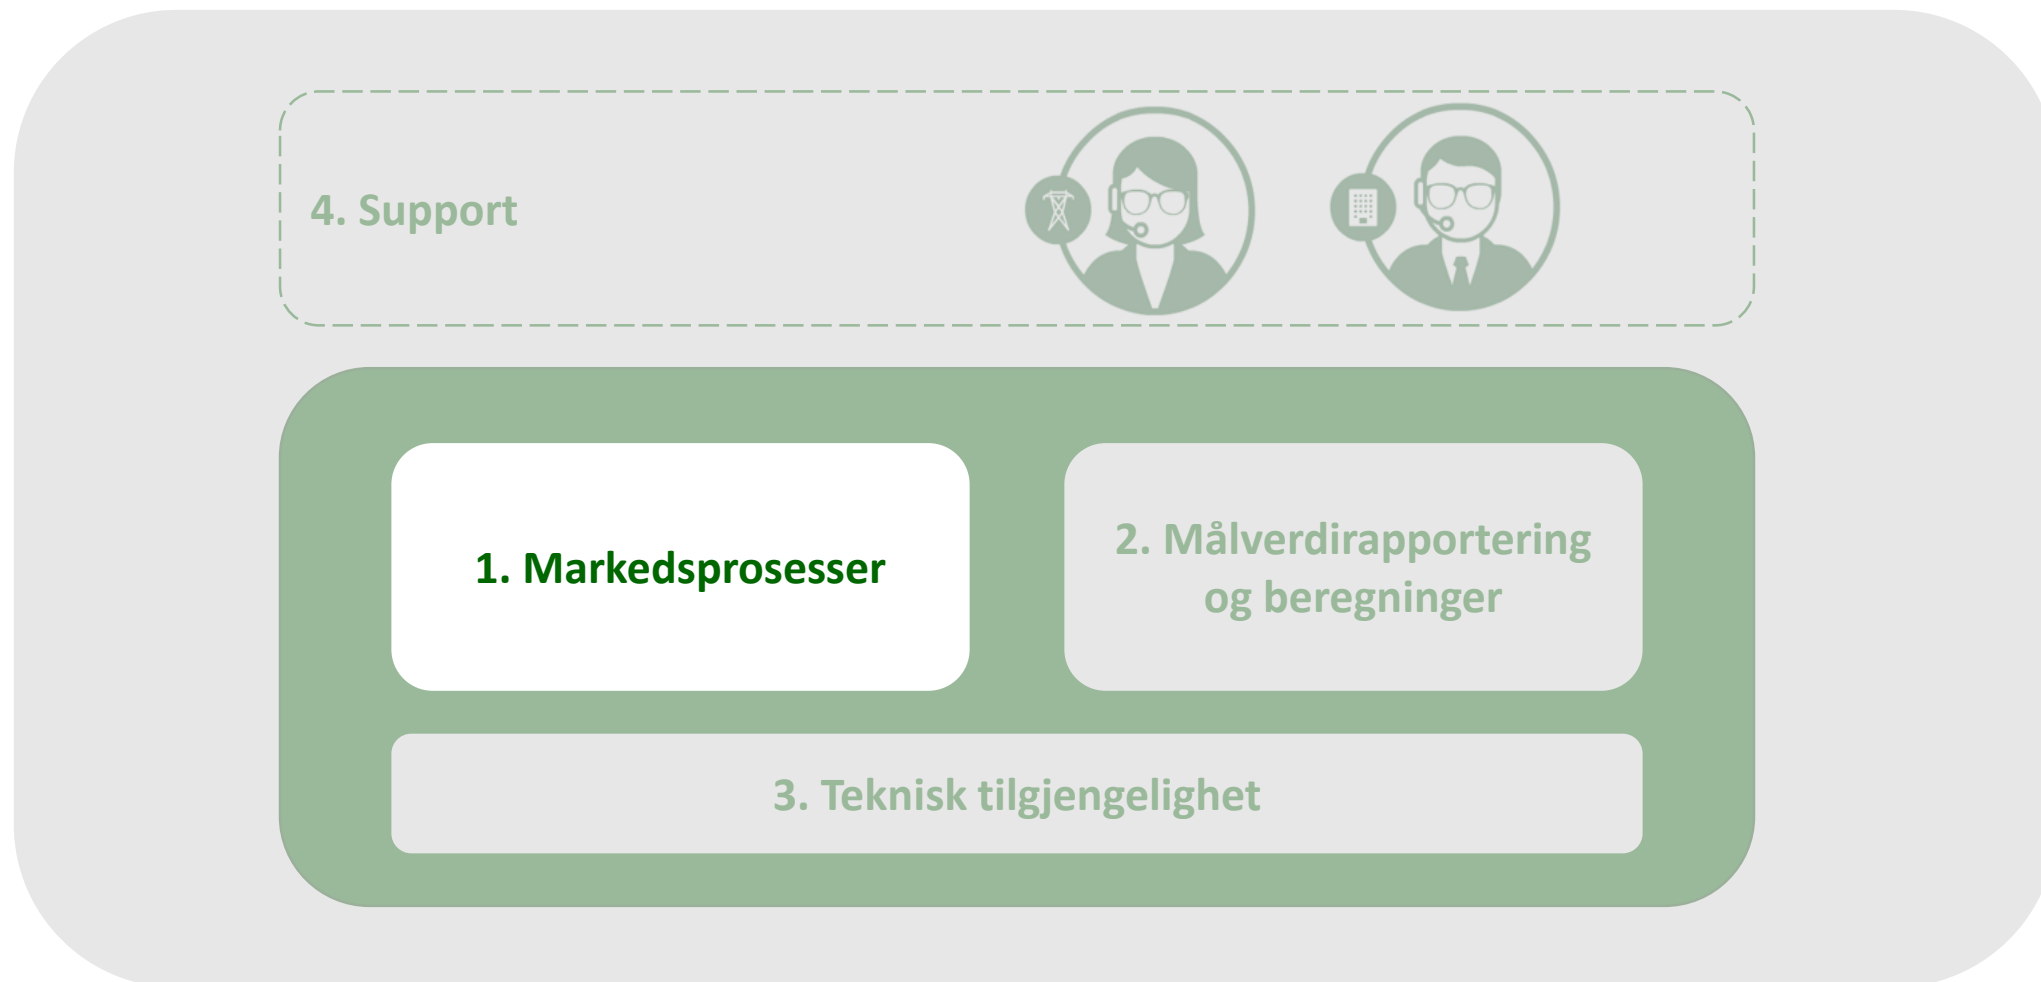 4. Support
1. Markedsprosesser
2. Målverdirapportering
og beregninger
3. Teknisk tilgjengelighet